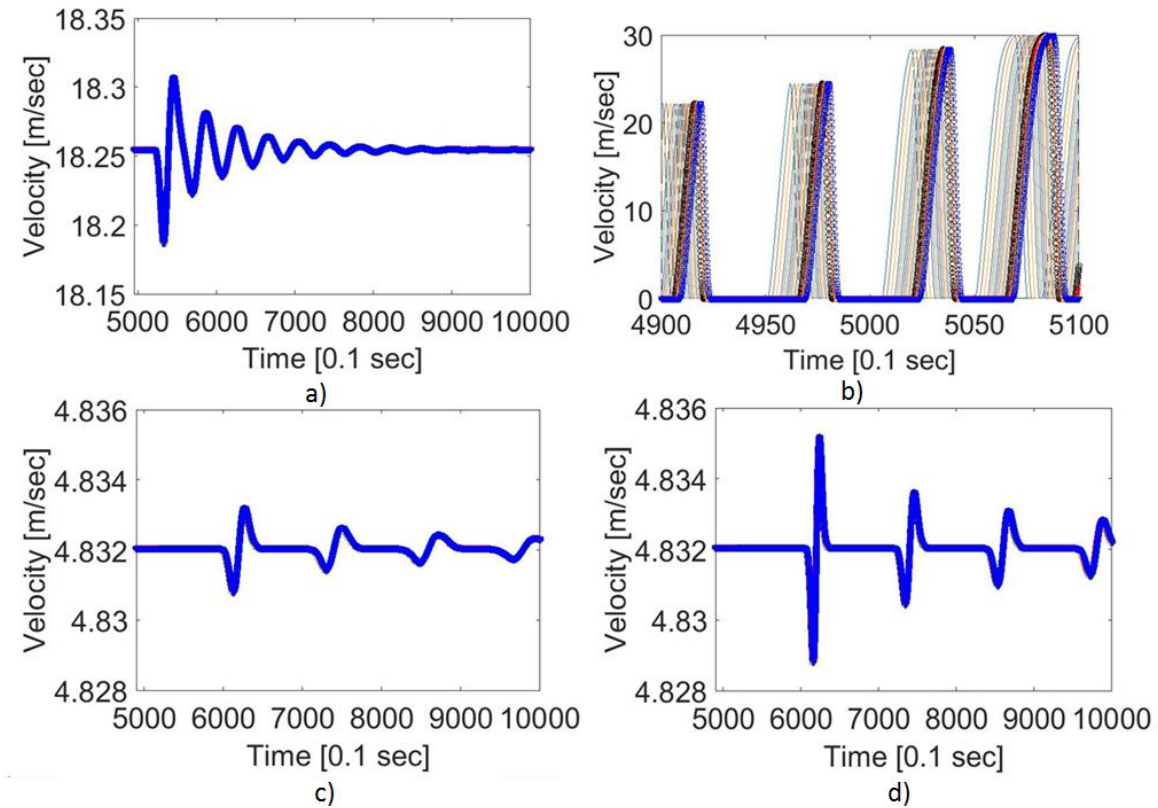 18.35
18.3
18.25
18.2
18.15
Velocity [m/sec]
5000 6000 7000 8000 9000 10000
Time [0.1 sec]
a)
30
20
10
0
Velocity [m/sec]
4900 4950 5000 5050 5100
Time [0.1 sec]
b)
4.836
4.834
4.832
4.83
4.828
Velocity [m/sec]
5000 6000 7000 8000 9000 10000
Time [0.1 sec]
c)
4.836
4.834
4.832
4.83
4.828
Velocity [m/sec]
5000 6000 7000 8000 9000 10000
Time [0.1 sec]
d)